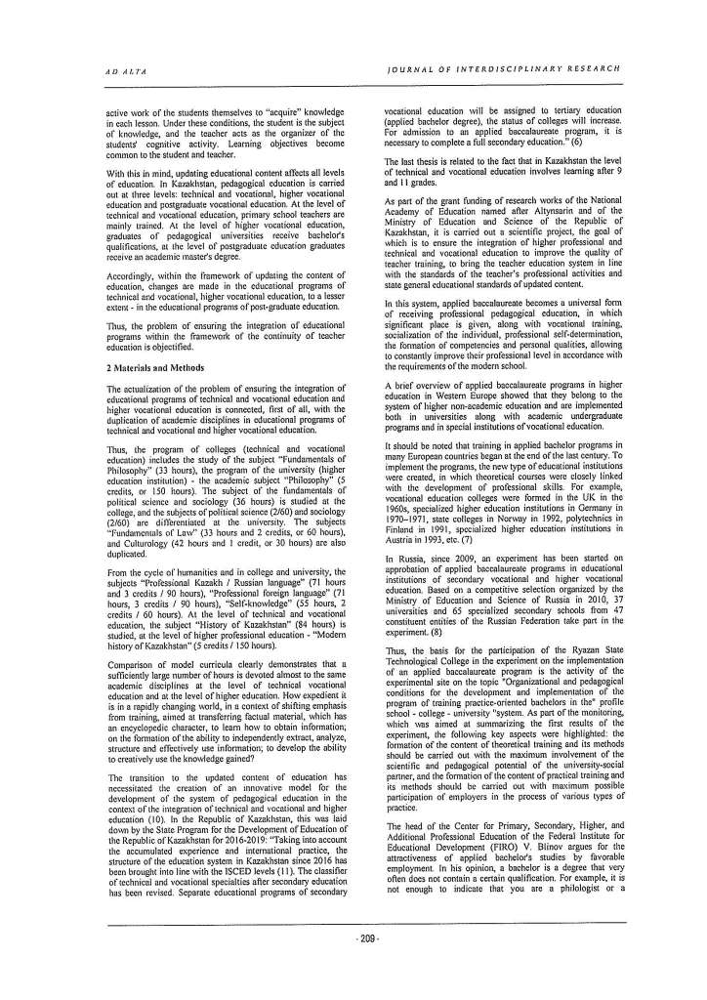 AD ALTA
JOURNAL OF INTERDISCIPLINARY RESEARCH
active work of the students themselves to "acquire" knowledge
in each lesson. Under these conditions, the student is the subject
of knowledge, and the teacher acts as the organizer of the
students' cognitive activity. Learning objectives become
common to the student and teacher.
With this in mind, updating educational content affects all levels
of education. In Kazakhstan, pedagogical education is carried
out at three levels: technical and vocational, higher vocational
education and postgraduate vocational education. At the level of
technical and vocational education, primary school teachers are
mainly trained. At the level of higher vocational education,
graduates of pedagogical universities receive bachelor's
qualifications, at the level of postgraduate education graduates
receive an academic master's degree.
Accordingly, within the framework of updating the content of
education, changes are made in the educational programs of
technical and vocational, higher vocational education, to a lesser
extent - in the educational programs of post-graduate education.
Thus, the problem of ensuring the integration of educational
programs within the framework of the continuity of teacher
education is objectified.
2 Materials and Methods
The actualization of the problem of ensuring the integration of
educational programs of technical and vocational education and
higher vocational education is connected, first of all, with the
duplication of academic disciplines in educational programs of
technical and vocational and higher vocational education.
Thus, the program of colleges (technical and vocational
education) includes the study of the subject "Fundamentals of
Philosophy" (33 hours), the program of the university (higher
education institution) - the academic subject "Philosophy" (5
credits, or 150 hours). The subject of the fundamentals of
political science and sociology (36 hours) is studied at the
college, and the subjects of political science (2/60) and sociology
(2/60) are differentiated at the university. The subjects
"Fundamentals of Law" (33 hours and 2 credits, or 60 hours),
and Culturology (42 hours and 1 credit, or 30 hours) are also
duplicated.
From the cycle of humanities and in college and university, the
subjects "Professional Kazakh / Russian language" (71 hours
and 3 credits / 90 hours), "Professional foreign language" (71
hours, 3 credits / 90 hours), "Self-knowledge" (55 hours, 2
credits / 60 hours). At the level of technical and vocational
education, the subject "History of Kazakhstan" (84 hours) is
studied, at the level of higher professional education - "Modern
history of Kazakhstan" (5 credits / 150 hours).
Comparison of model curricula clearly demonstrates that a
sufficiently large number of hours is devoted almost to the same
academic disciplines at the level of technical vocational
education and at the level of higher education. How expedient it
is in a rapidly changing world, in a context of shifting emphasis
from training, aimed at transferring factual material, which has
an encyclopedic character, to learn how to obtain information;
on the formation of the ability to independently extract, analyze,
structure and effectively use information; to develop the ability
to creatively use the knowledge gained?
The transition to the updated content of education has
necessitated the creation of an innovative model for the
development of the system of pedagogical education in the
context of the integration of technical and vocational and higher
education (10). In the Republic of Kazakhstan, this was laid
down by the State Program for the Development of Education of
the Republic of Kazakhstan for 2016-2019: "Taking into account
the accumulated experience and international practice, the
structure of the education system in Kazakhstan since 2016 has
been brought into line with the ISCED levels (11). The classifier
of technical and vocational specialties after secondary education
has been revised. Separate educational programs of secondary
vocational education will be assigned to tertiary education
(applied bachelor degree), the status of colleges will increase.
For admission to an applied baccalaureate program, it is
necessary to complete a full secondary education." (6)
The last thesis is related to the fact that in Kazakhstan the level
of technical and vocational education involves learning after 9
and 11 grades.
As part of the grant funding of research works of the National
Academy of Education named after Altynsarin and of the
Ministry of Education and Science of the Republic of
Kazakhstan, it is carried out a scientific project, the goal of
which is to ensure the integration of higher professional and
technical and vocational education to improve the quality of
teacher training, to bring the teacher education system in line
with the standards of the teacher's professional activities and
state general educational standards of updated content.
In this system, applied baccalaureate becomes a universal form
of receiving professional pedagogical education, in which
significant place is given, along with vocational training,
socialization of the individual, professional self-determination,
the formation of competencies and personal qualities, allowing
to constantly improve their professional level in accordance with
the requirements of the modern school.
A brief overview of applied baccalaureate programs in higher
education in Western Europe showed that they belong to the
system of higher non-academic education and are implemented
both in universities along with academic undergraduate
programs and in special institutions of vocational education.
It should be noted that training in applied bachelor programs in
many European countries began at the end of the last century. To
implement the programs, the new type of educational institutions
were created, in which theoretical courses were closely linked
with the development of professional skills. For example,
vocational education colleges were formed in the UK in the
1960s, specialized higher education institutions in Germany in
1970–1971, state colleges in Norway in 1992, polytechnics in
Finland in 1991, specialized higher education institutions in
Austria in 1993, etc. (7)
In Russia, since 2009, an experiment has been started on
approbation of applied baccalaureate programs in educational
institutions of secondary vocational and higher vocational
education. Based on a competitive selection organized by the
Ministry of Education and Science of Russia in 2010, 37
universities and 65 specialized secondary schools from 47
constituent entities of the Russian Federation take part in the
experiment. (8)
Thus, the basis for the participation of the Ryazan State
Technological College in the experiment on the implementation
of an applied baccalaureate program is the activity of the
experimental site on the topic "Organizational and pedagogical
conditions for the development and implementation of the
program of training practice-oriented bachelors in the" profile
school - college - university "system. As part of the monitoring,
which was aimed at summarizing the first results of the
experiment, the following key aspects were highlighted: the
formation of the content of theoretical training and its methods
should be carried out with the maximum involvement of the
scientific and pedagogical potential of the university-social
partner, and the formation of the content of practical training and
its methods should be carried out with maximum possible
participation of employers in the process of various types of
practice.
The head of the Center for Primary, Secondary, Higher, and
Additional Professional Education of the Federal Institute for
Educational Development (FIRO) V. Blinov argues for the
attractiveness of applied bachelor's studies by favorable
employment. In his opinion, a bachelor is a degree that very
often does not contain a certain qualification. For example, it is
not enough to indicate that you are a philologist or a
- 209 -